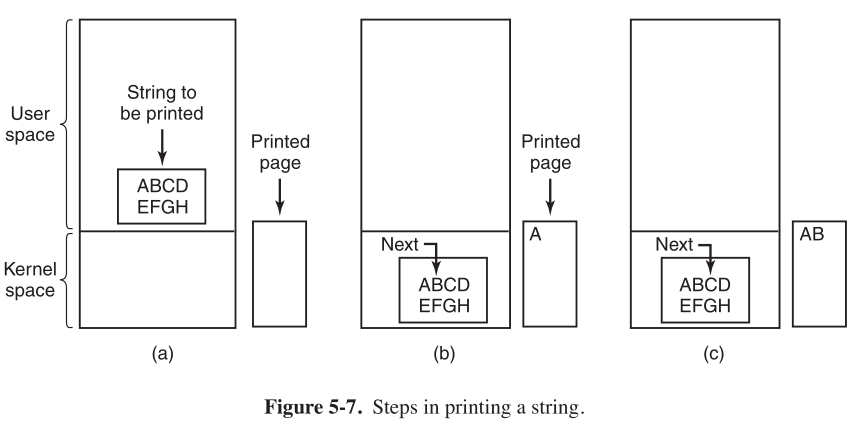 String to
be printed
User
space
Printed
page
ABCD
EFGH
Kernel
space
(a)
Printed
page
A
Next
ABCD
EFGH
(b)
AB
Next
ABCD
EFGH
(c)
Figure 5-7. Steps in printing a string.